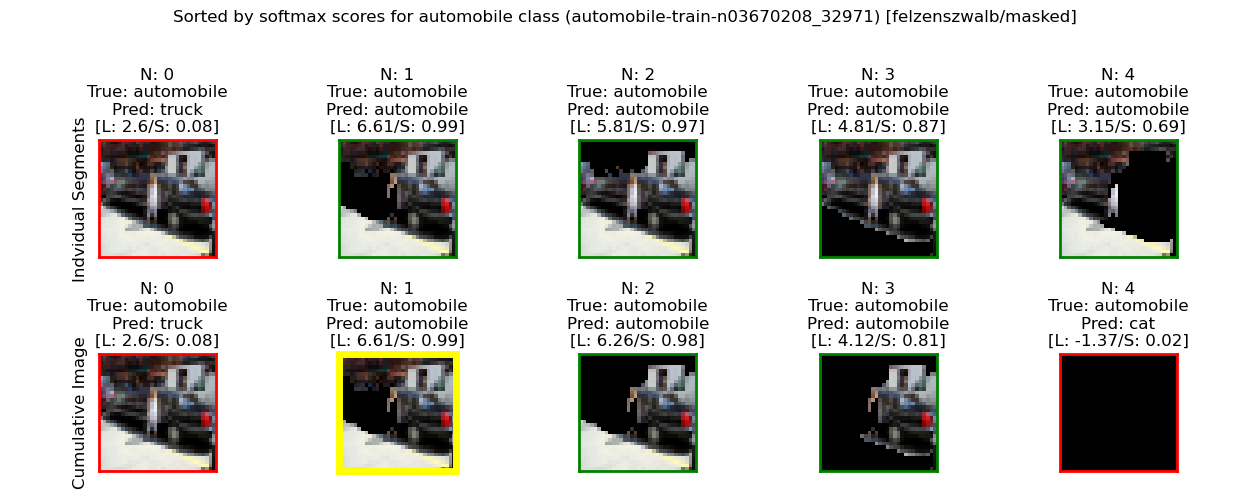 Sorted by softmax scores for automobile class (automobile-train-n03670208_32971) [felzenszwalb/masked]
Indvidual Segments
N: 0
True: automobile
Pred: truck
[L: 2.6/S: 0.08]
N: 1
True: automobile
Pred: automobile
[L: 6.61/S: 0.99]
N: 2
True: automobile
Pred: automobile
[L: 5.81/S: 0.97]
N: 3
True: automobile
Pred: automobile
[L: 4.81/S: 0.87]
N: 4
True: automobile
Pred: automobile
[L: 3.15/S: 0.69]
Cumulative Image
N: 0
True: automobile
Pred: truck
[L: 2.6/S: 0.08]
N: 1
True: automobile
Pred: automobile
[L: 6.61/S: 0.99]
N: 2
True: automobile
Pred: automobile
[L: 6.26/S: 0.98]
N: 3
True: automobile
Pred: automobile
[L: 4.12/S: 0.81]
N: 4
True: automobile
Pred: cat
[L: -1.37/S: 0.02]